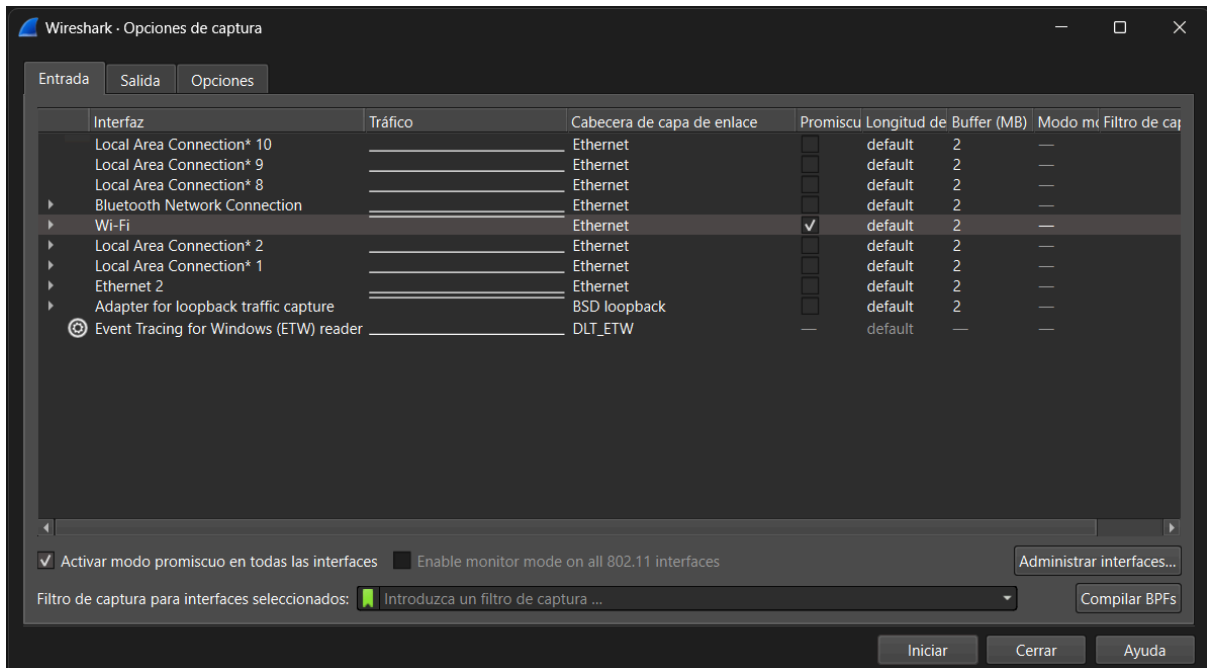 Wireshark · Opciones de captura
Entrada Salida Opciones
Interfaz Tráfico Cabecera de capa de enlace Promiscu Longitud de Buffer (MB) Modo mo Filtro de cap
Local Area Connection* 10 Ethernet default 2 —
Local Area Connection* 9 Ethernet default 2 —
Local Area Connection* 8 Ethernet default 2 —
Bluetooth Network Connection Ethernet default 2 —
Wi-Fi Ethernet default 2 —
Local Area Connection* 2 Ethernet default 2 —
Local Area Connection* 1 Ethernet default 2 —
Ethernet 2 Ethernet default 2 —
Adapter for loopback traffic capture BSD loopback default 2 —
Event Tracing for Windows (ETW) reader DLT_ETW — default — —
Activar modo promiscuo en todas las interfaces Enable monitor mode on all 802.11 interfaces Administrar interfaces...
Filtro de captura para interfaces seleccionados: Introduzca un filtro de captura ... Compilar BPFs
Iniciar Cerrar Ayuda